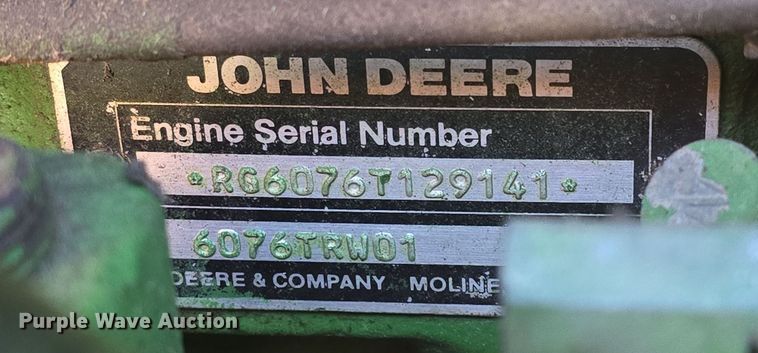 JOHN DEERE
Engine Serial Number
*RG6076T129141*
6076TRW01
DEERE & COMPANY MOLINE
Purple Wave Auction